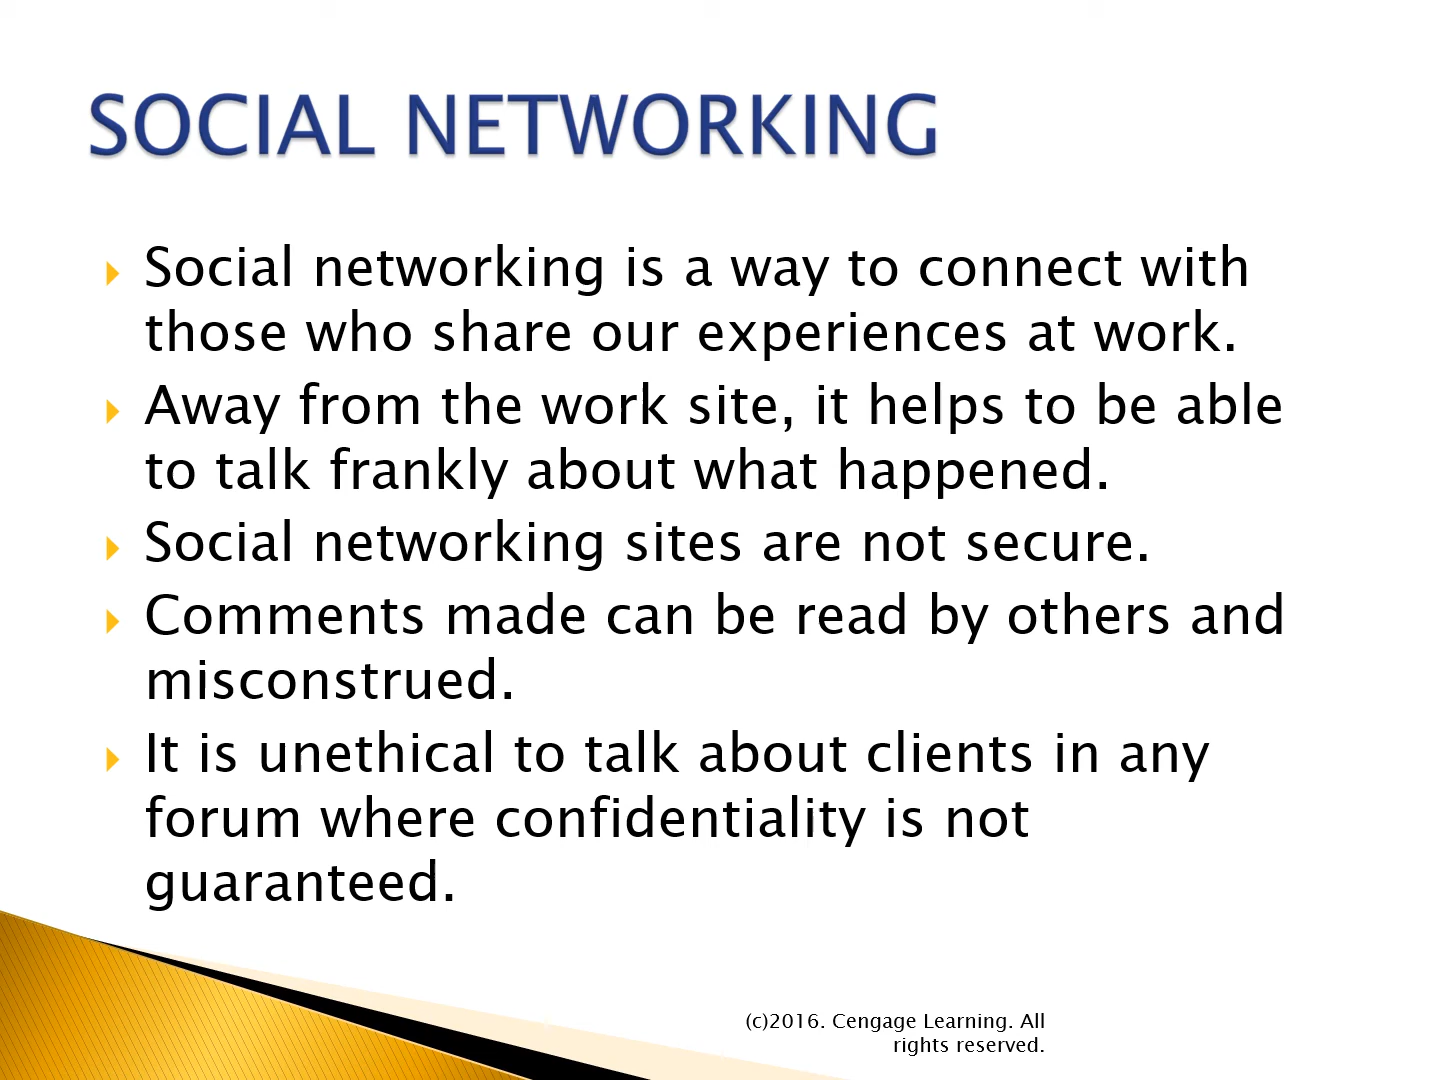 SOCIAL NETWORKING
Social networking is a way to connect with
those who share our experiences at work.
Away from the work site, it helps to be able
to talk frankly about what happened.
Social networking sites are not secure.
Comments made can be read by others and
misconstrued.
It is unethical to talk about clients in any
forum where confidentiality is not
guaranteed.
(c)2016. Cengage Learning. All
rights reserved.